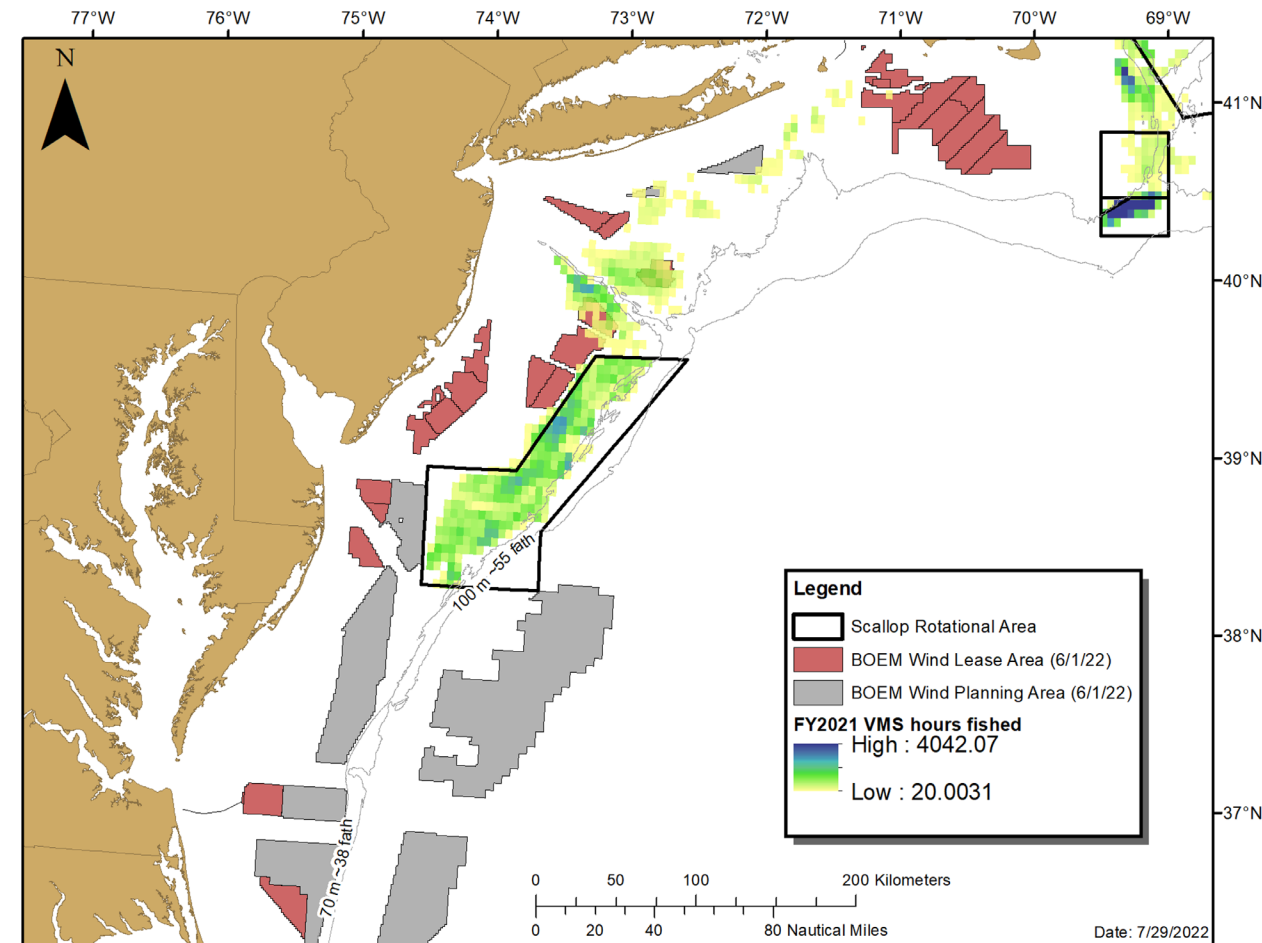 77°W 76°W 75°W 74°W 73°W 72°W 71°W 70°W 69°W
N
41°N
40°N
39°N
100 m ~55 fath
38°N
Legend
Scallop Rotational Area
BOEM Wind Lease Area (6/1/22)
BOEM Wind Planning Area (6/1/22)
FY2021 VMS hours fished
High : 4042.07
Low : 20.0031
37°N
70 m ~38 fath
0 50 100 200 Kilometers
0 20 40 80 Nautical Miles
Date: 7/29/2022